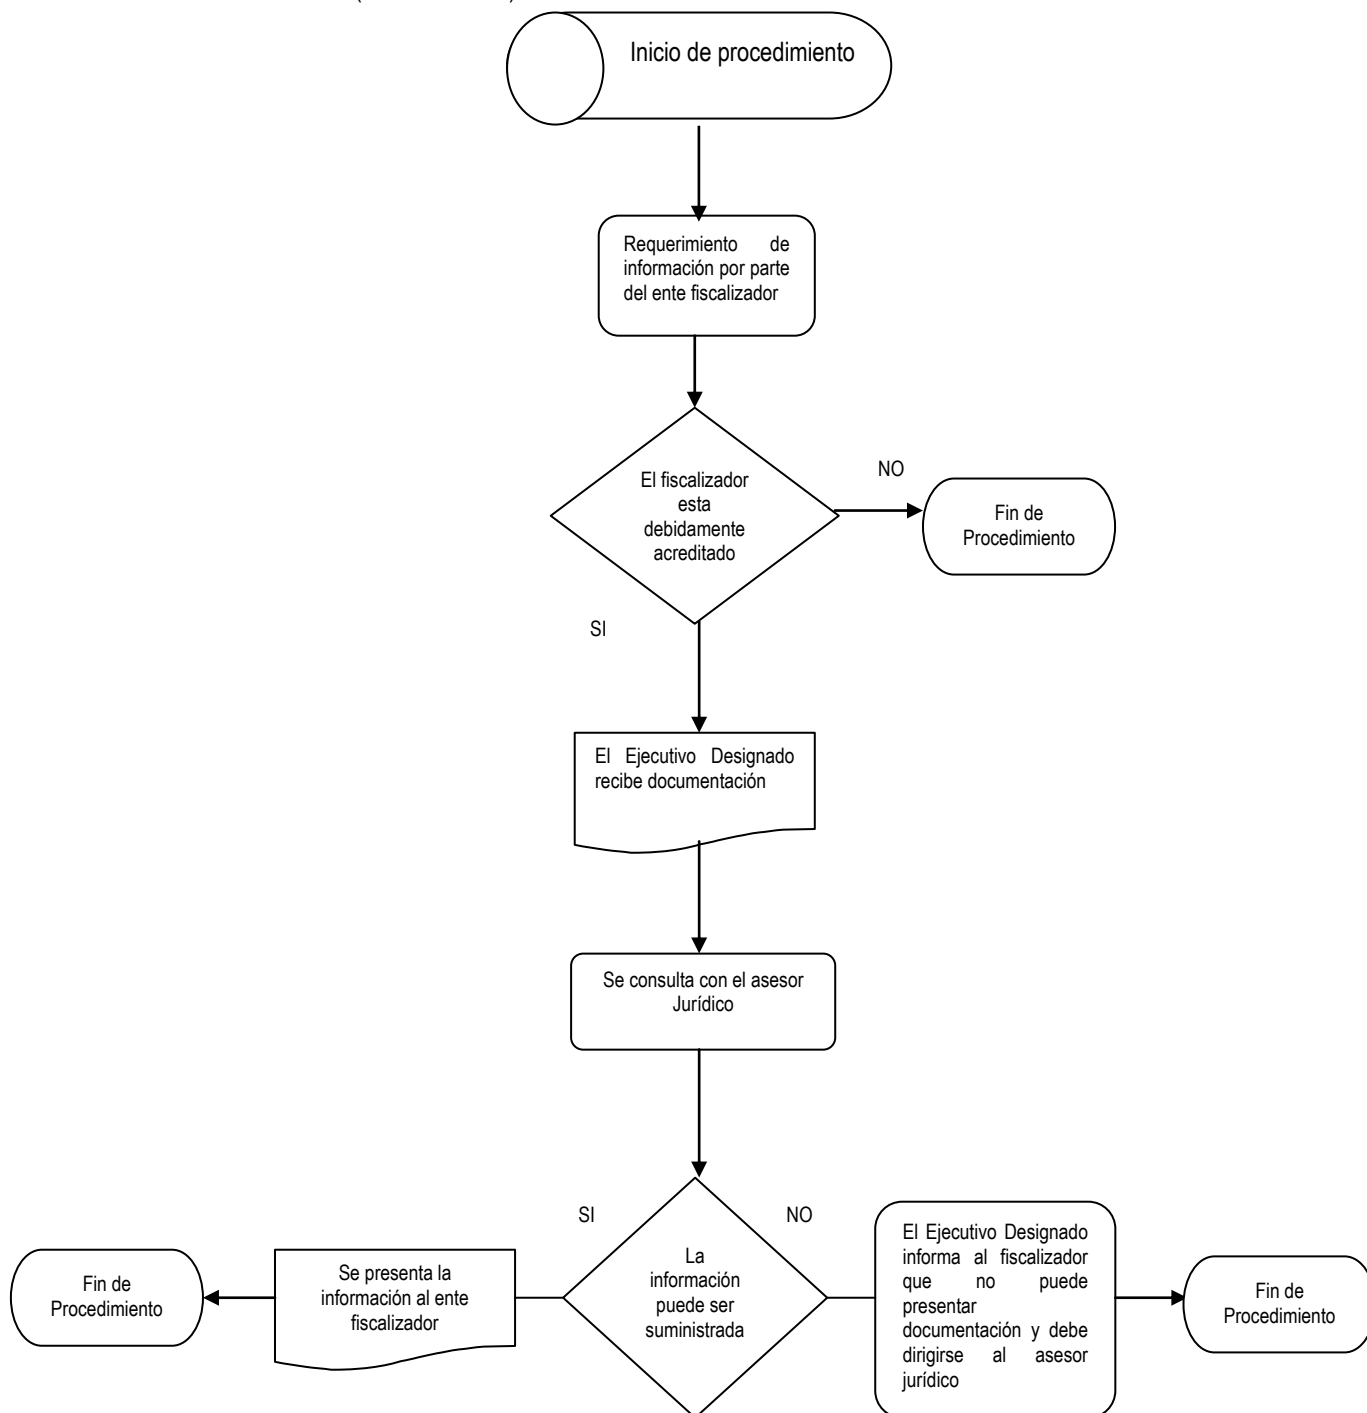 Inicio de procedimiento
Requerimiento de
información por parte
del ente fiscalizador
El fiscalizador
esta
debidamente
acreditado
NO
Fin de
Procedimiento
SI
El Ejecutivo Designado
recibe documentación
Se consulta con el asesor
Jurídico
SI
NO
La
información
puede ser
suministrada
Se presenta la
información al ente
fiscalizador
Fin de
Procedimiento
El Ejecutivo Designado
informa al fiscalizador
que no puede
presentar
documentación y debe
dirigirse al asesor
jurídico
Fin de
Procedimiento